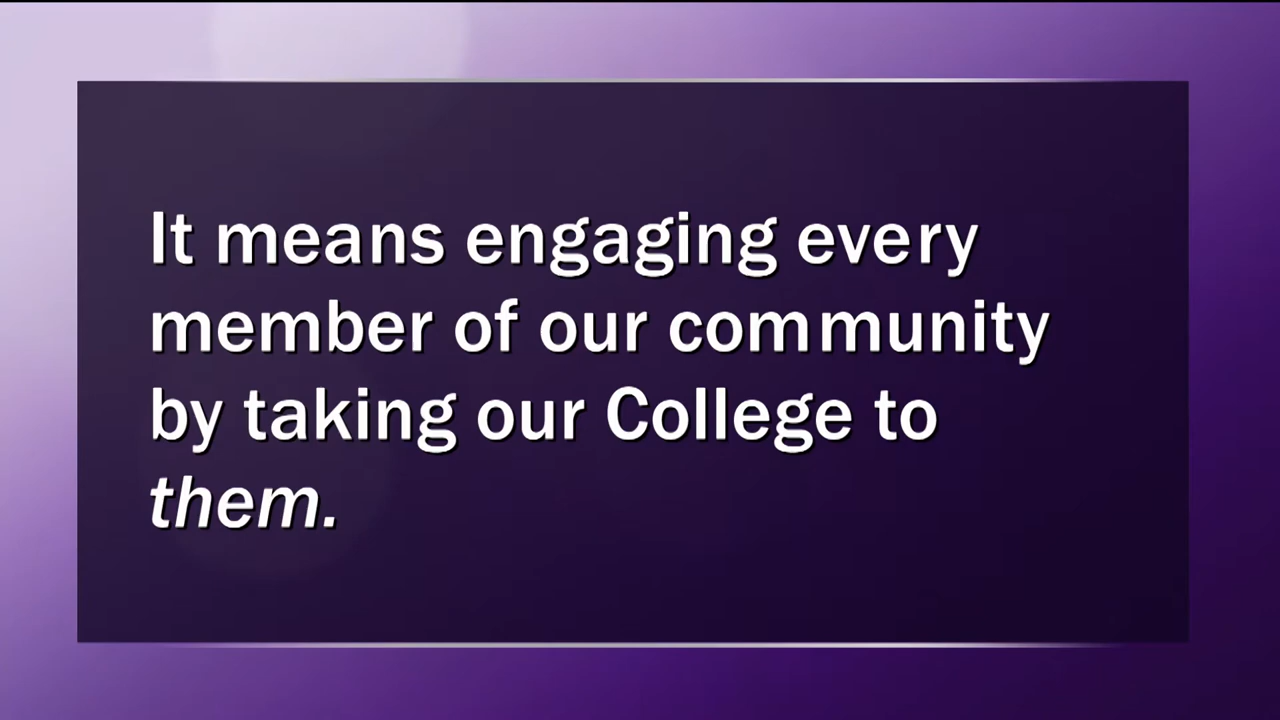 It means engaging every
member of our community
by taking our College to
them.